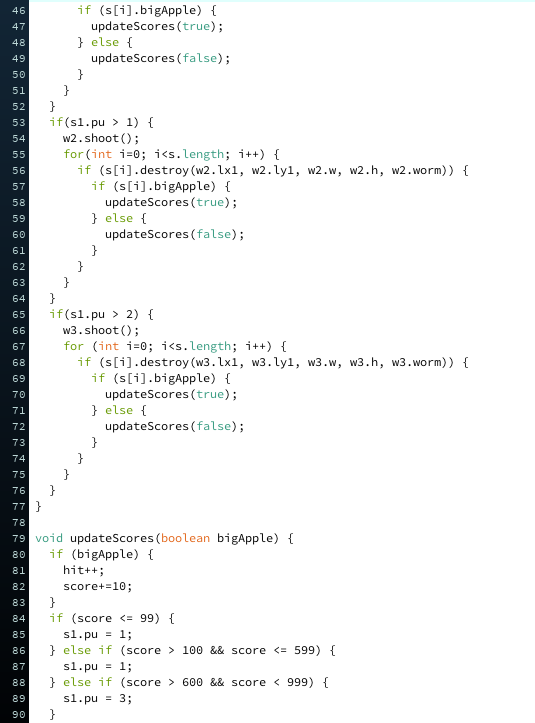 46 if (s[i].bigApple) {
47 updateScores(true);
48 } else {
49 updateScores(false);
50 }
51 }
52 }
53 if(s1.pu > 1) {
54 w2.shoot();
55 for(int i=0; i<s.length; i++) {
56 if (s[i].destroy(w2.lx1, w2.ly1, w2.w, w2.h, w2.worm)) {
57 if (s[i].bigApple) {
58 updateScores(true);
59 } else {
60 updateScores(false);
61 }
62 }
63 }
64 }
65 if(s1.pu > 2) {
66 w3.shoot();
67 for (int i=0; i<s.length; i++) {
68 if (s[i].destroy(w3.lx1, w3.ly1, w3.w, w3.h, w3.worm)) {
69 if (s[i].bigApple) {
70 updateScores(true);
71 } else {
72 updateScores(false);
73 }
74 }
75 }
76 }
77 }
78
79 void updateScores(boolean bigApple) {
80 if (bigApple) {
81 hit++;
82 score+=10;
83 }
84 if (score <= 99) {
85 s1.pu = 1;
86 } else if (score > 100 && score <= 599) {
87 s1.pu = 1;
88 } else if (score > 600 && score < 999) {
89 s1.pu = 3;
90 }